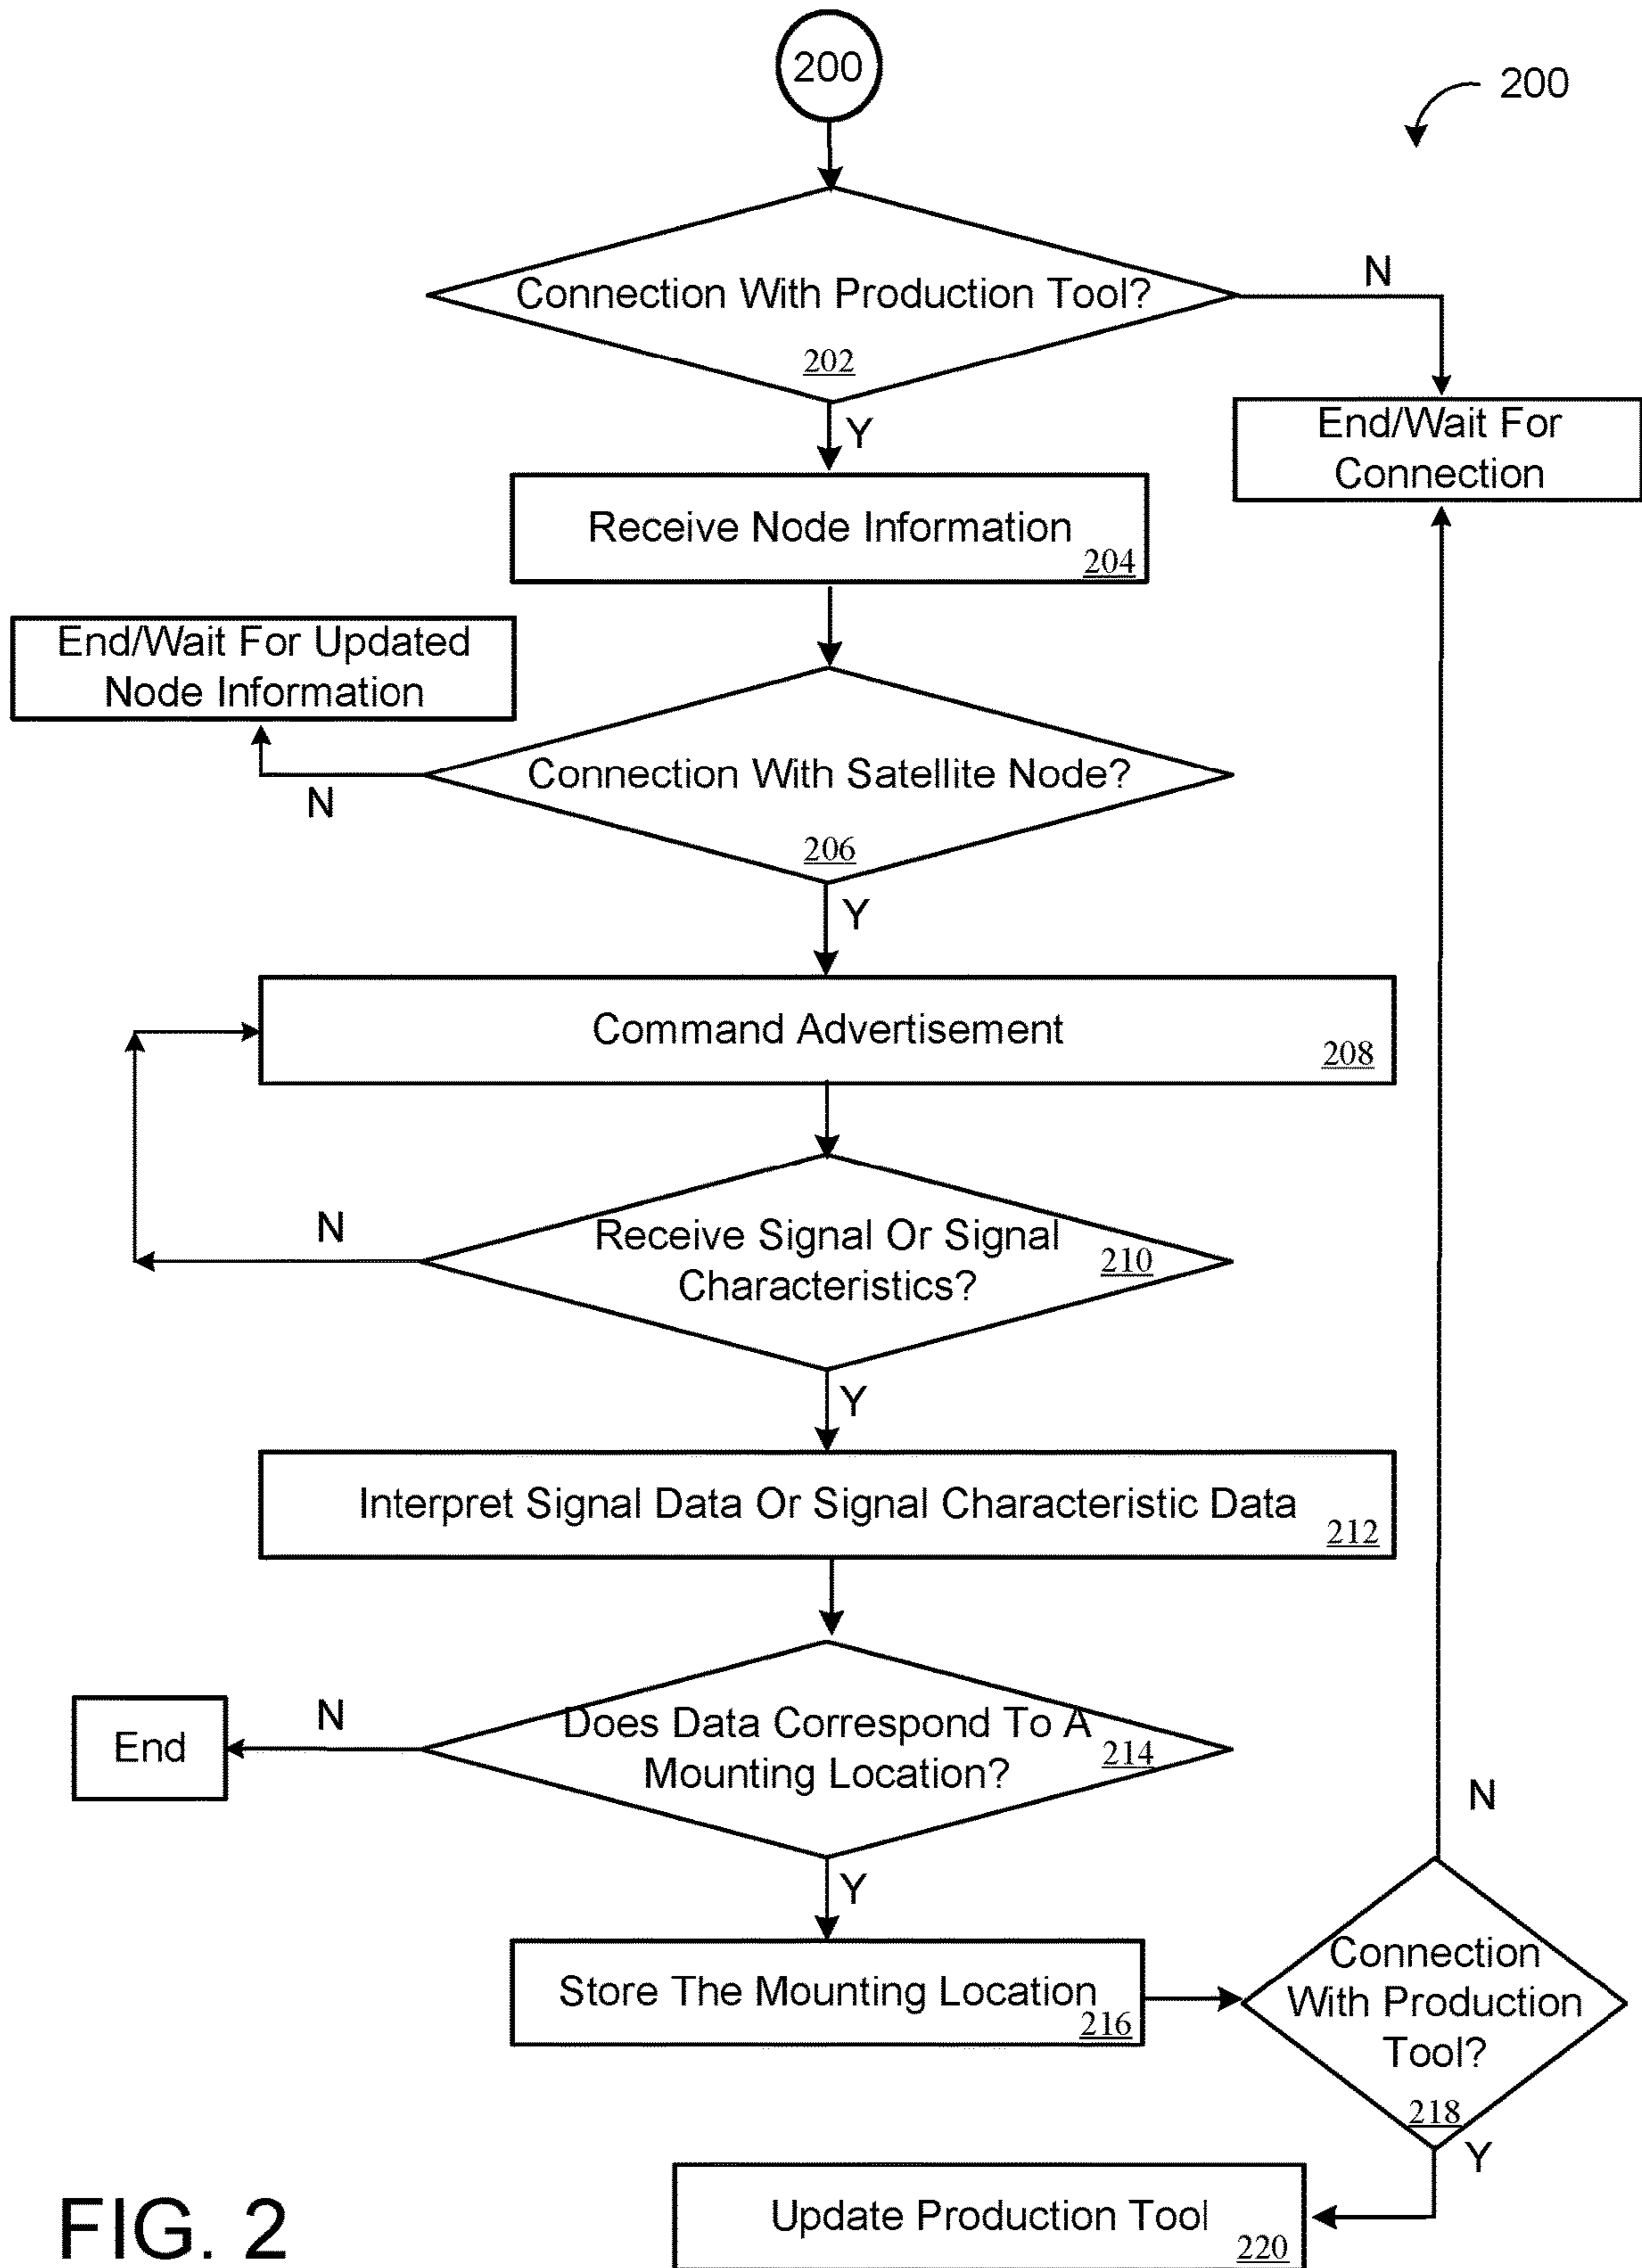 200
200
Connection With Production Tool?
202
N
Y
End/Wait For
Connection
Receive Node Information
204
End/Wait For Updated
Node Information
Connection With Satellite Node?
N
206
Y
Command Advertisement
208
N
Receive Signal Or Signal
Characteristics?
210
Y
Interpret Signal Data Or Signal Characteristic Data
212
End
N
Does Data Correspond To A
Mounting Location?
214
N
Y
Store The Mounting Location
216
Connection
With Production
Tool?
218
Y
Update Production Tool
220
FIG. 2